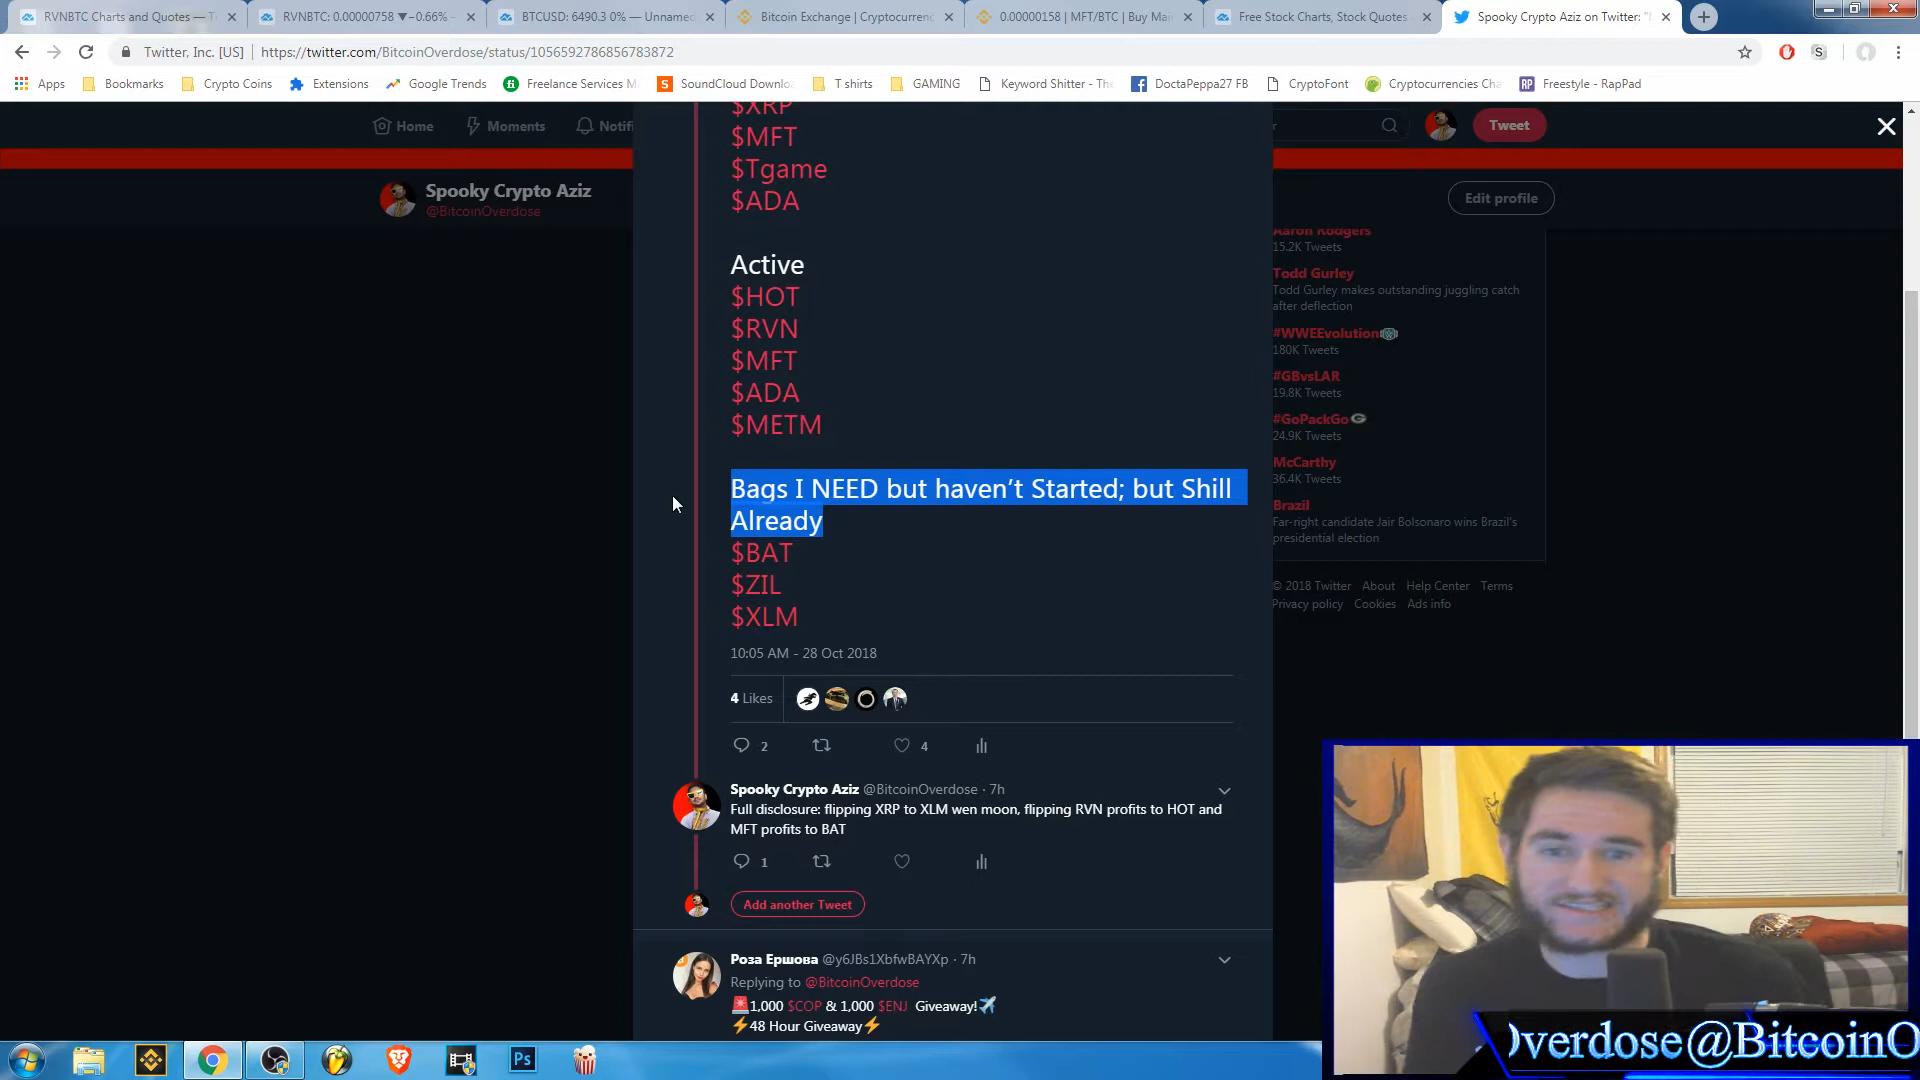 RVNBTC Charts and Quotes — T
RVNBTC: 0.00000758 ▼−0.66%
BTCUSD: 6490.3 0% — Unname
Bitcoin Exchange | Cryptocurrenc
0.00000158 | MFT/BTC | Buy Mai
Free Stock Charts, Stock Quotes
Spooky Crypto Aziz on Twitter: "
Twitter, Inc. [US]
https://twitter.com/BitcoinOverdose/status/1056592786856783872
Apps
Bookmarks
Crypto Coins
Extensions
Google Trends
Freelance Services M
SoundCloud Downlo
T shirts
GAMING
Keyword Shitter - The
DoctaPeppa27 FB
CryptoFont
Cryptocurrencies Cha
Freestyle - RapPad
Home
Moments
Notifi
Tweet
Spooky Crypto Aziz
@BitcoinOverdose
Edit profile
$XRP
$MFT
$Tgame
$ADA
Active
$HOT
$RVN
$MFT
$ADA
$METM
Bags I NEED but haven't Started; but Shill
Already
$BAT
$ZIL
$XLM
10:05 AM - 28 Oct 2018
4 Likes
2
4
Spooky Crypto Aziz @BitcoinOverdose · 7h
Full disclosure: flipping XRP to XLM wen moon, flipping RVN profits to HOT and
MFT profits to BAT
1
Add another Tweet
Роза Ершова @y6JBs1XbfwBAYXp · 7h
Replying to @BitcoinOverdose
🚨1,000 $COP & 1,000 $ENJ Giveaway!✈️
⚡48 Hour Giveaway⚡
Aaron Rodgers
15.2K Tweets
Todd Gurley
Todd Gurley makes outstanding juggling catch
after deflection
#WWEEvolution
180K Tweets
#GBvsLAR
19.8K Tweets
#GoPackGo
24.9K Tweets
McCarthy
36.4K Tweets
Brazil
Far-right candidate Jair Bolsonaro wins Brazil's
presidential election
© 2018 Twitter About Help Center Terms
Privacy policy Cookies Ads info
Overdose@BitcoinO
Ps